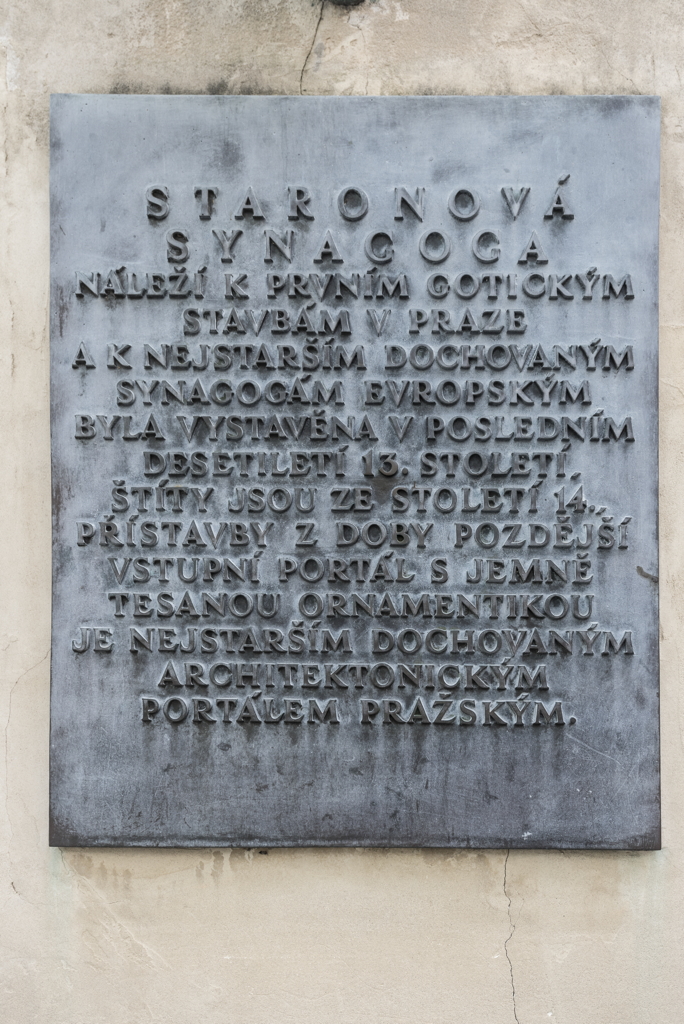 STARONOVÁ
SYNAGOGA
NÁLEŽÍ K PRVNÍM GOTICKÝM
STAVBÁM V PRAZE
A K NEJSTARŠÍM DOCHOVANÝM
SYNAGOGÁM EVROPSKÝM
BYLA VYSTAVĚNA V POSLEDNÍM
DESETILETÍ 13. STOLETÍ,
ŠTÍTY JSOU ZE STOLETÍ 14.,
PŘÍSTAVBY Z DOBY POZDĚJŠÍ
VSTUPNÍ PORTÁL S JEMNĚ
TESANOU ORNAMENTIKOU
JE NEJSTARŠÍM DOCHOVANÝM
ARCHITEKTONICKÝM
PORTÁLEM PRAŽSKÝM.